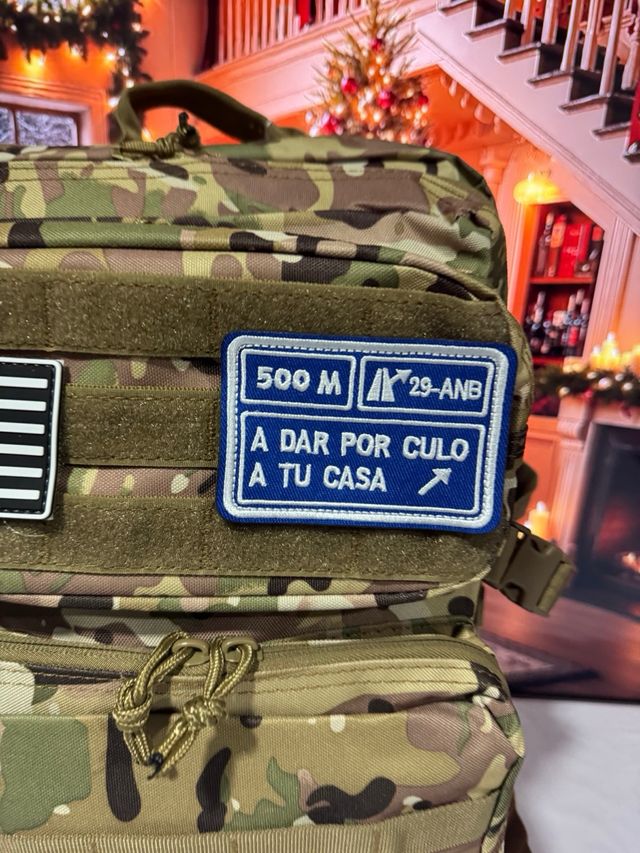 500 M
29-ANB
A DAR POR CULO
A TU CASA